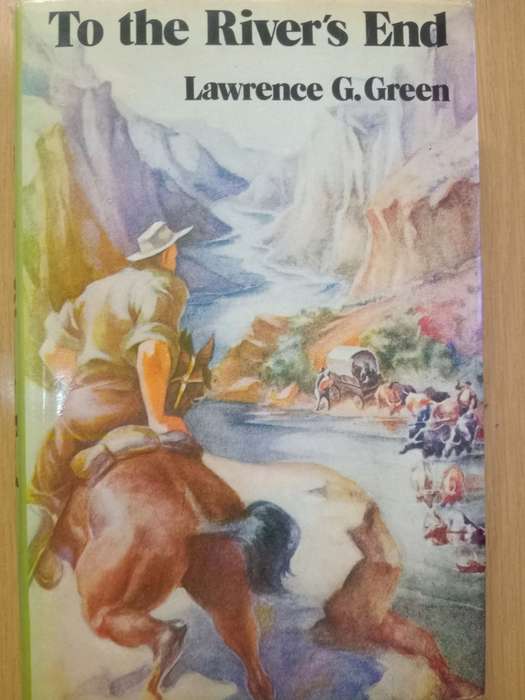 To the River's End
Lawrence G. Green